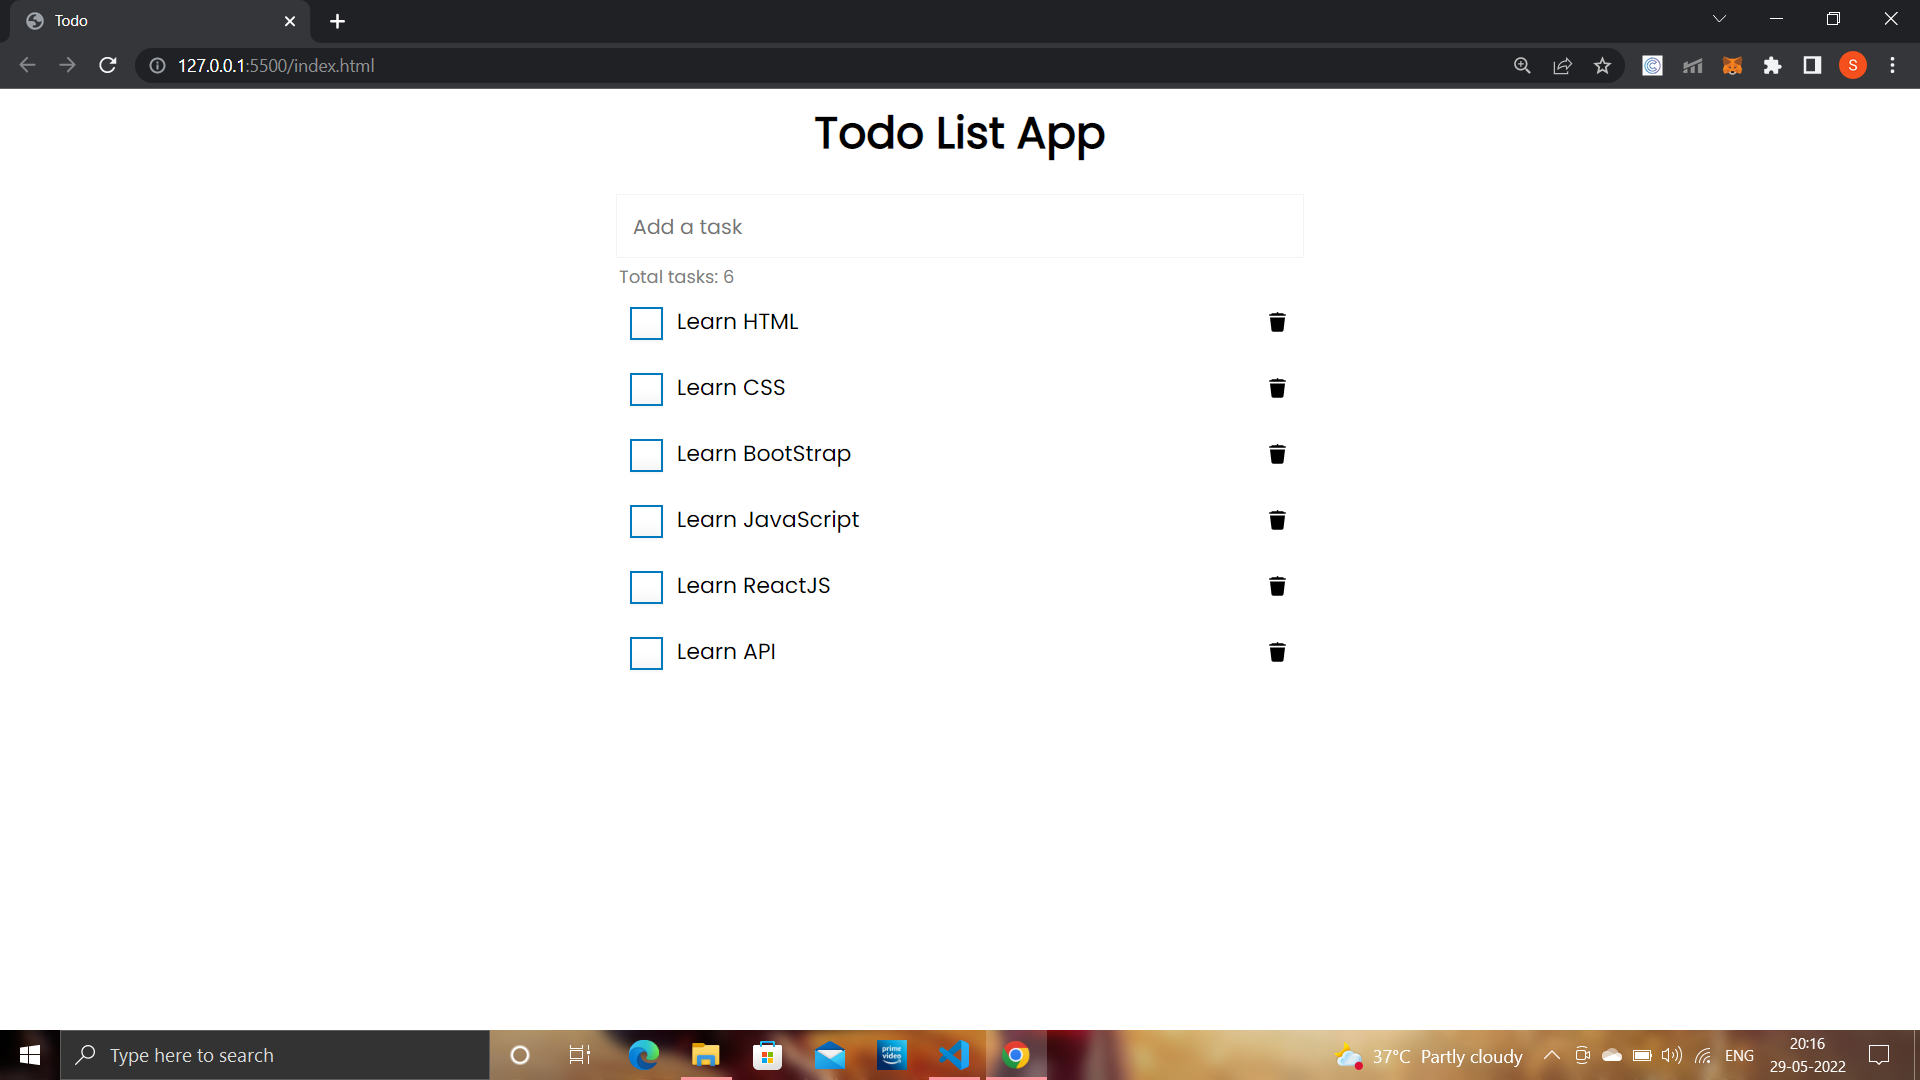 Todo
127.0.0.1:5500/index.html
S
Todo List App
Add a task
Total tasks: 6
Learn HTML
Learn CSS
Learn BootStrap
Learn JavaScript
Learn ReactJS
Learn API
Type here to search
prime video
37°C Partly cloudy
ENG
20:16
29-05-2022